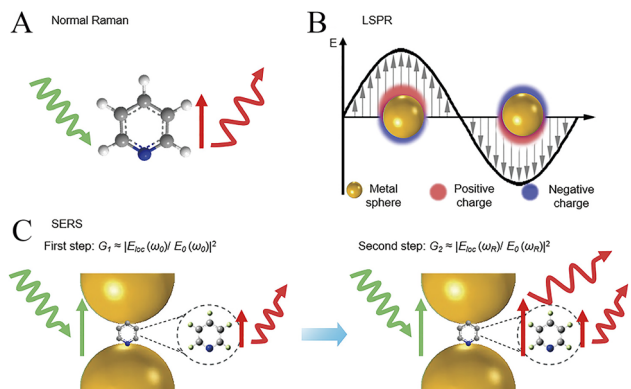 A
Normal Raman
B
E
LSPR
Metal
sphere
Positive
charge
Negative
charge
C
SERS
First step: G₁ ≈ |Eloc(ω₀)/ E₀(ω₀)|²
Second step: G₂ ≈ |Eloc(ωR)/ E₀(ωR)|²